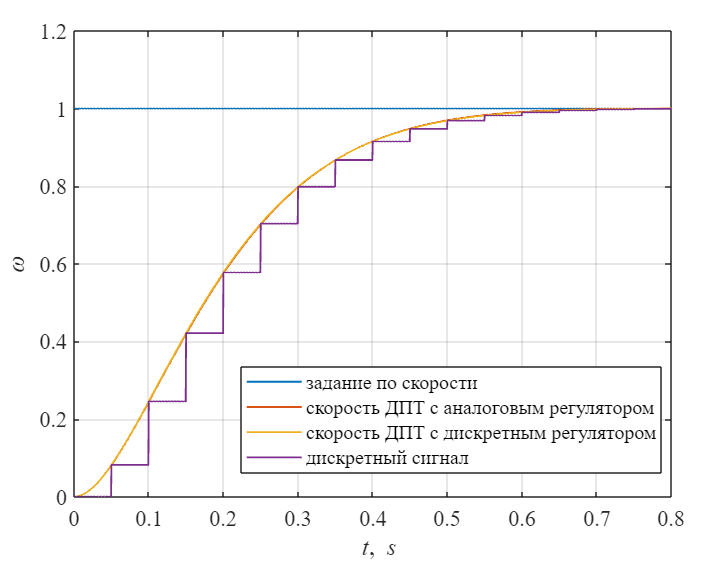 1.2
1
0.8
0.6
0.4
0.2
0
ω
задание по скорости
скорость ДПТ с аналоговым регулятором
скорость ДПТ с дискретным регулятором
дискретный сигнал
0 0.1 0.2 0.3 0.4 0.5 0.6 0.7 0.8
t, s